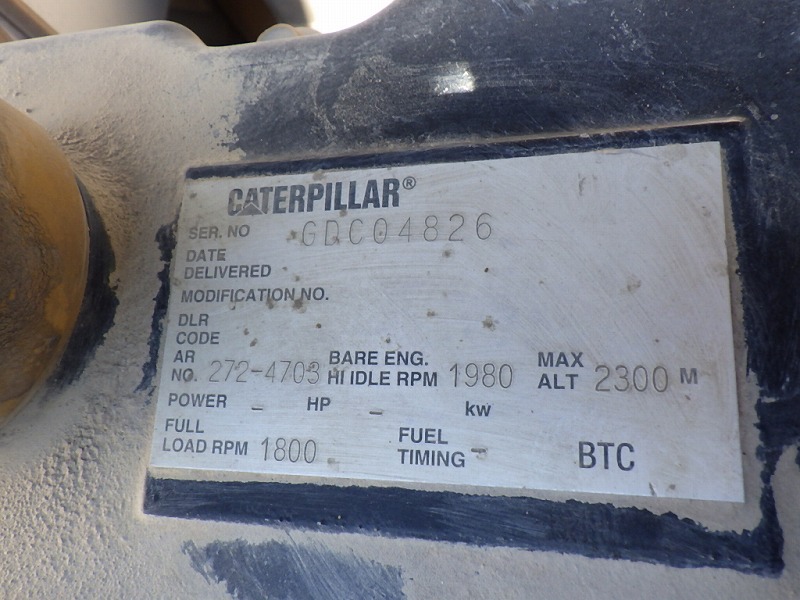 CATERPILLAR®
SER. NO GDC04826
DATE
DELIVERED
MODIFICATION NO.
DLR
CODE
AR
NO. 272-4703 BARE ENG.
HI IDLE RPM 1980 MAX
ALT 2300 M
POWER - HP - kw
FULL
LOAD RPM 1800 FUEL
TIMING - BTC